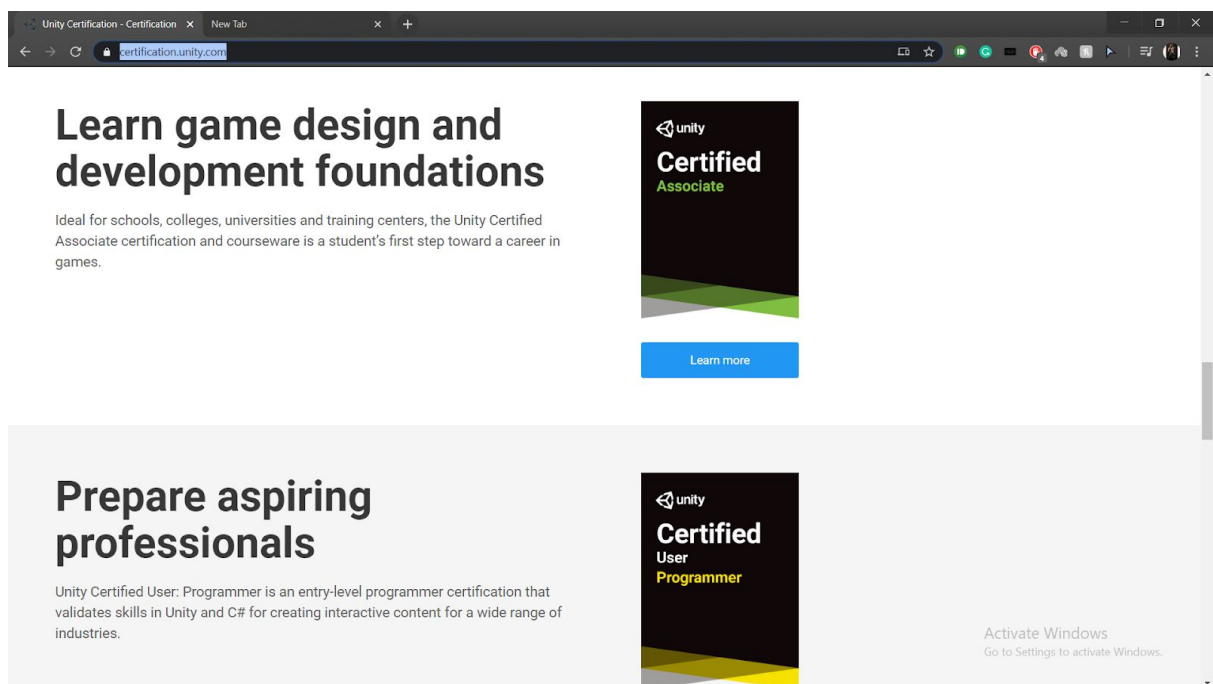 Unity Certification - Certification
New Tab
certification.unity.com
4
Learn game design and
development foundations
Ideal for schools, colleges, universities and training centers, the Unity Certified
Associate certification and courseware is a student's first step toward a career in
games.
unity
Certified
Associate
Learn more
Prepare aspiring
professionals
Unity Certified User: Programmer is an entry-level programmer certification that
validates skills in Unity and C# for creating interactive content for a wide range of
industries.
unity
Certified
User
Programmer
Activate Windows
Go to Settings to activate Windows.